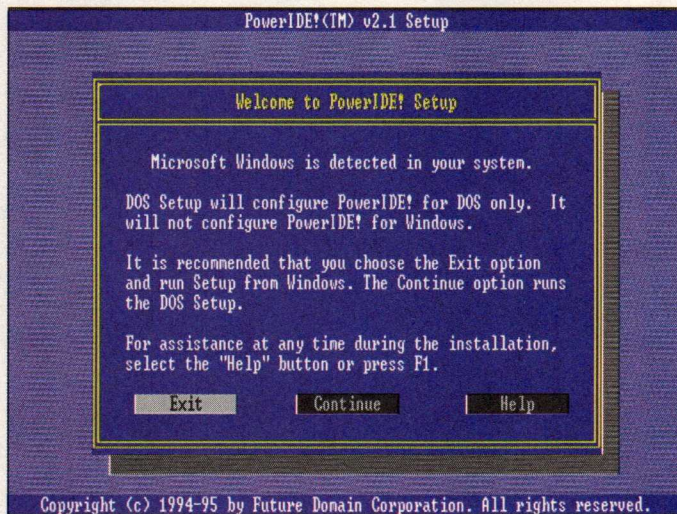 PowerIDE!(TM) v2.1 Setup
Welcome to PowerIDE! Setup
Microsoft Windows is detected in your system.
DOS Setup will configure PowerIDE! for DOS only. It
will not configure PowerIDE! for Windows.
It is recommended that you choose the Exit option
and run Setup from Windows. The Continue option runs
the DOS Setup.
For assistance at any time during the installation,
select the "Help" button or press F1.
Exit Continue Help
Copyright (c) 1994-95 by Future Domain Corporation. All rights reserved.